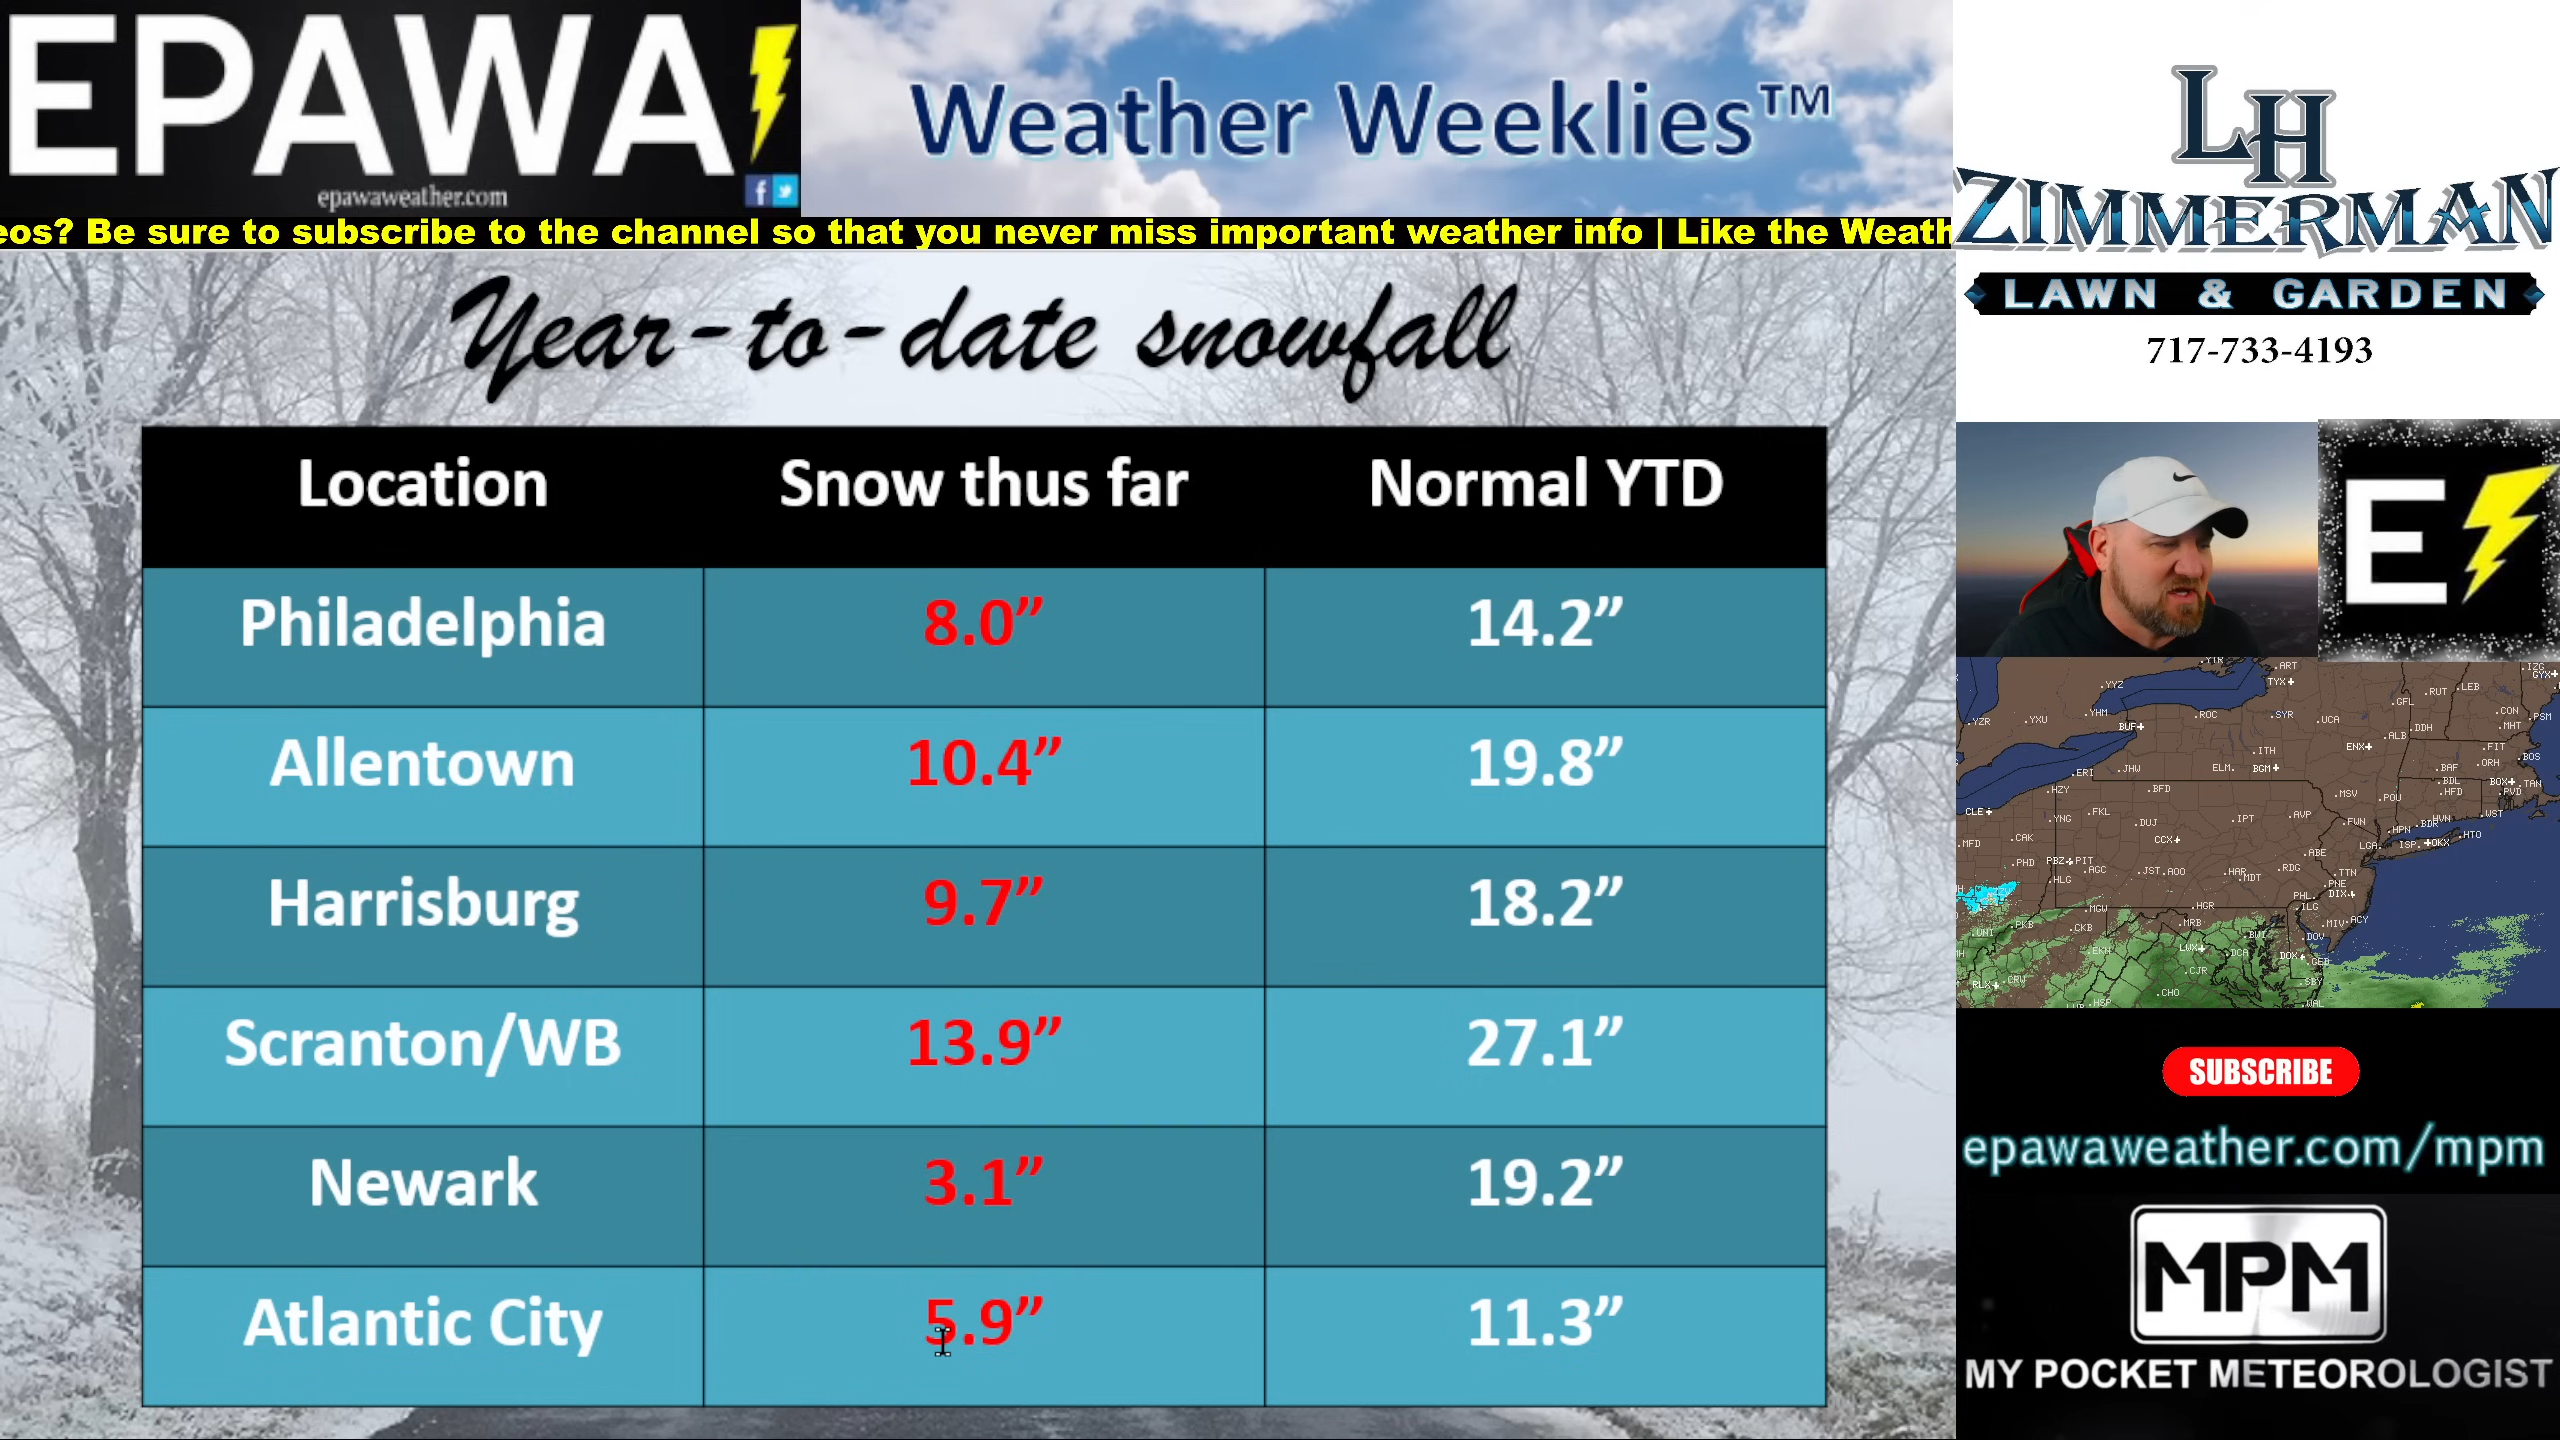 EPAWA
epawaweather.com
Weather Weeklies™
eos? Be sure to subscribe to the channel so that you never miss important weather info | Like the Weath
LH
ZIMMERMAN
LAWN & GARDEN
717-733-4193
Year-to-date snowfall
Location Snow thus far Normal YTD
Philadelphia 8.0” 14.2”
Allentown 10.4” 19.8”
Harrisburg 9.7” 18.2”
Scranton/WB 13.9” 27.1”
Newark 3.1” 19.2”
Atlantic City 5.9” 11.3”
E
SUBSCRIBE
epawaweather.com/mpm
MPM
MY POCKET METEOROLOGIST